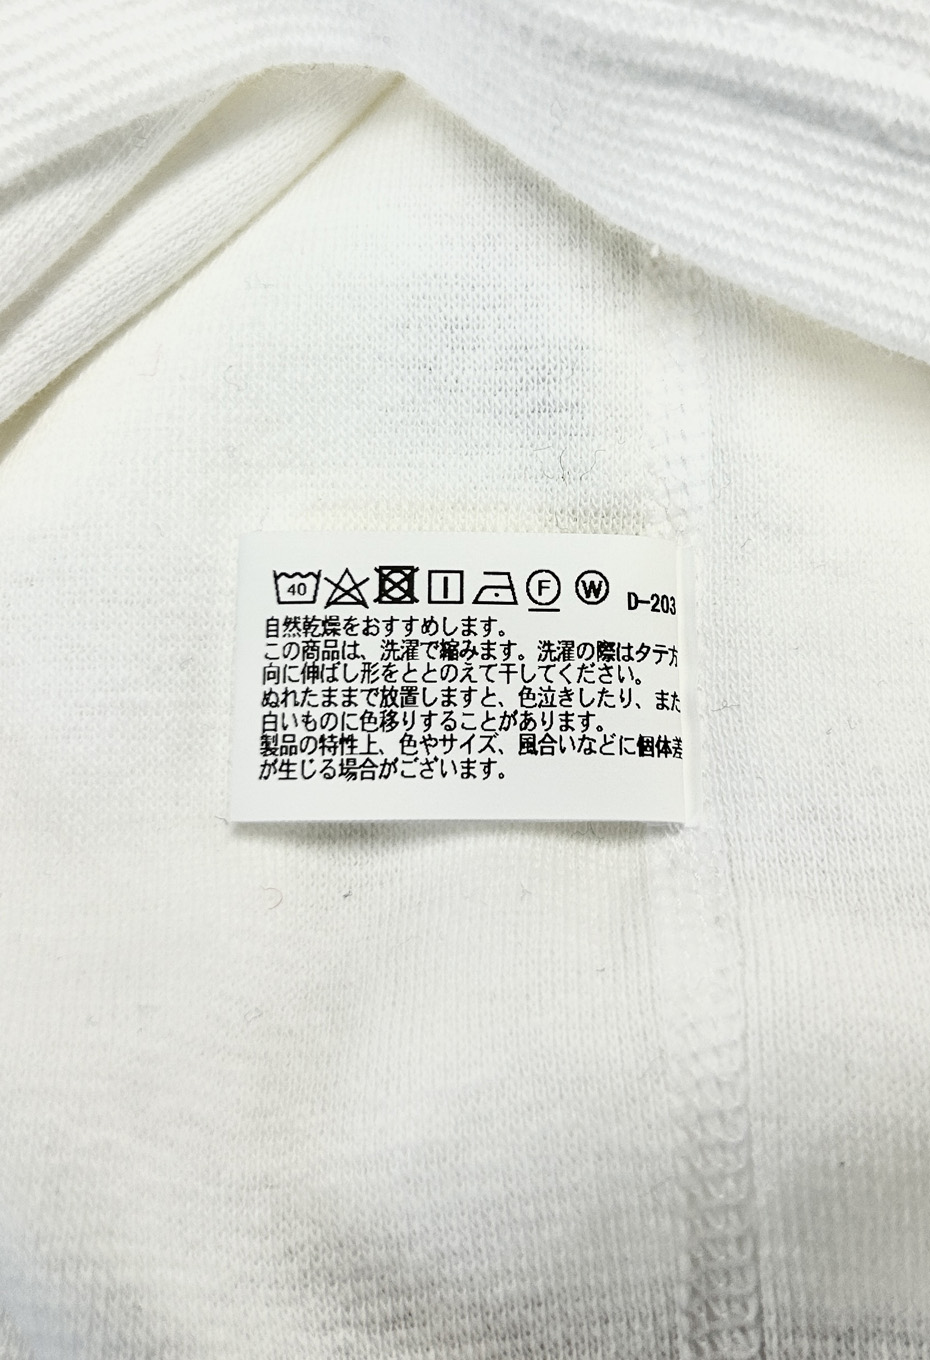 40 F W D-203
自然乾燥をおすすめします。
この商品は、洗濯で縮みます。洗濯の際はタテ方
向に伸ばし形をととのえて干してください。
ぬれたままで放置しますと、色泣きしたり、また
白いものに色移りすることがあります。
製品の特性上、色やサイズ、風合いなどに個体差
が生じる場合がございます。